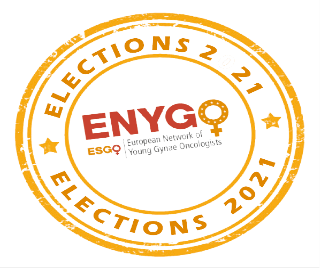 ELECTIONS 2 21
ENYGO
ESGO European Network of
Young Gynae Oncologists
ELECTIONS 2021